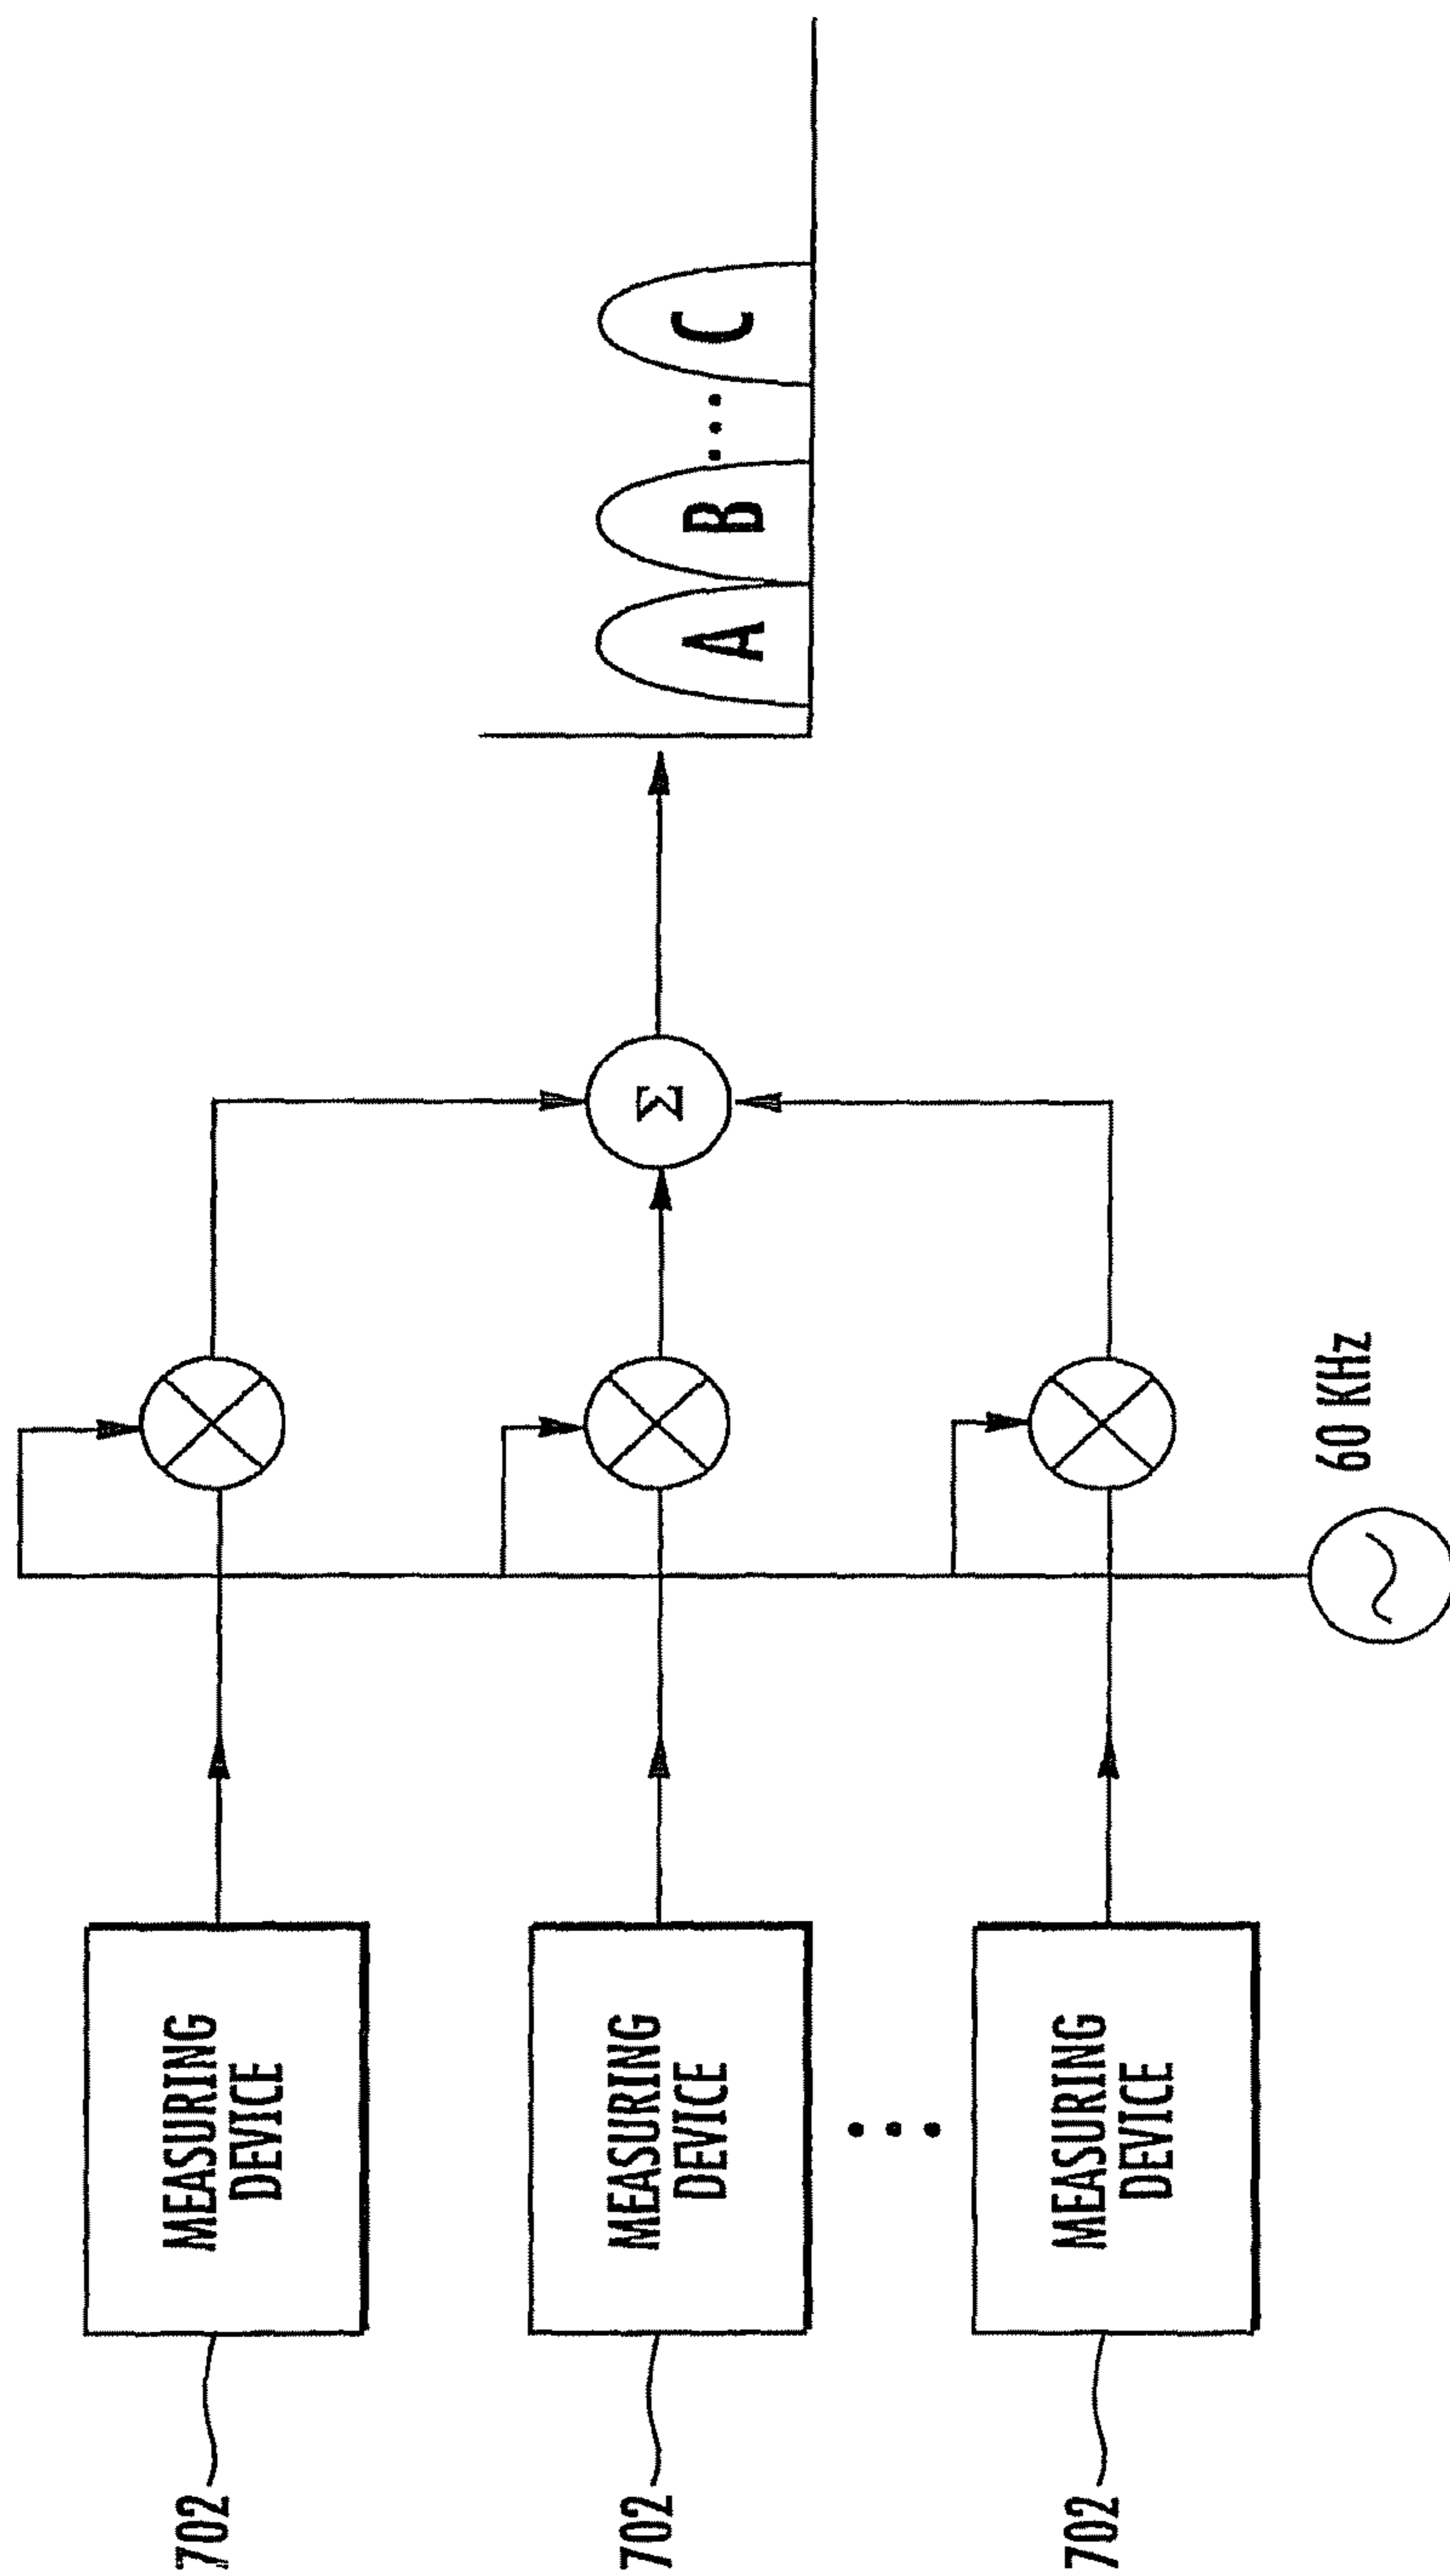 702
MEASURING
DEVICE
702
MEASURING
DEVICE
702
MEASURING
DEVICE
60 KHz
Σ
A
B
C